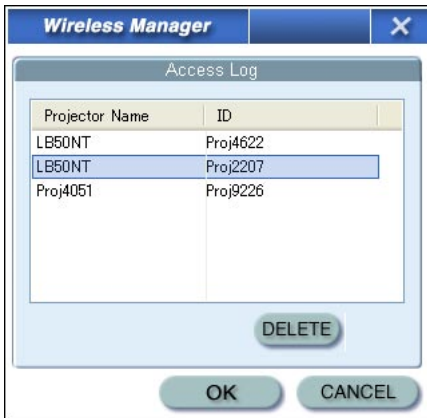 Wireless Manager
Access Log
Projector Name ID
LB50NT Proj4622
LB50NT Proj2207
Proj4051 Proj9226
DELETE
OK CANCEL